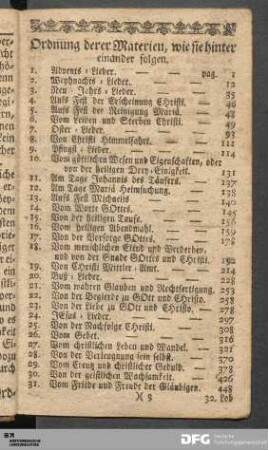 Ordnung derer Materien, wie sie hinter
einander folgen.
1. Advents-Lieder. — — pag. 1
2. Weyhnachts-Lieder. — — 12
3. Neu-Jahrs-Lieder. — — 35
4. Aufs Fest der Erscheinung Christi. — 46
5. Aufs Fest der Reinigung Mariä. — 48
6. Vom Leiden und Sterben Christi. — 49
7. Oster-Lieder. — — 93
8. Von Christi Himmelfahrt. — — 111
9. Pfingst-Lieder. — — 114
10. Vom göttlichen Wesen und Eigenschaften, oder
von der heiligen Drey-Einigkeit. — 131
11. Am Tage Johannis des Täufers. — 137
12. Am Tage Mariä Heimsuchung. — 138
13. Aufs Fest Michaelis — — 135
14. Vom Worte GOttes. — — 140
15. Von der heiligen Taufe. — — 145
16. Vom heiligen Abendmahl. — — 156
17. Von der Vorsorge GOttes. — — 178
18. Vom menschlichen Elend und Verderben,
und von der Gnade GOttes und Christi. 192
19. Von Christi Mittler-Amt. — — 214
20. Buß-Lieder. — — 221
21. Vom wahren Glauben und Rechtfertigung. 253
22. Von der Begierde zu GOtt und Christo. 258
23. Von der Liebe zu GOtt und Christo. — 278
24. JEsus-Lieder. — — 297
25. Von der Nachfolge Christi. — — 308
26. Vom Gebet. — — 316
27. Vom christlichen Leben und Wandel. — 321
28. Von der Verleugnung sein selbst. — 370
29. Vom Creutz und christlicher Geduld. — 378
30. Von der geistlichen Wachsamkeit. — 426
31. Vom Friede und Freude der Gläubigen. 448
32. Lob
DFG